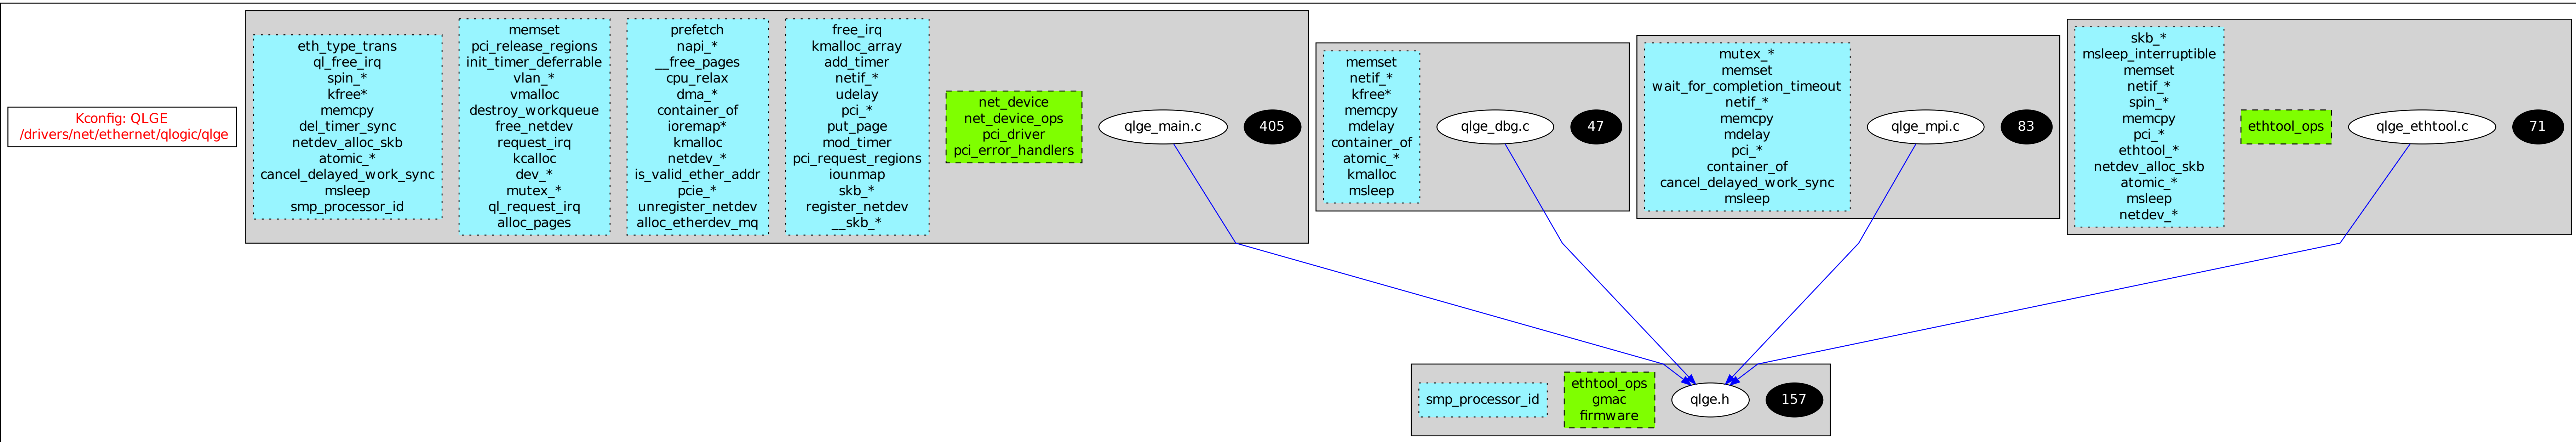 Kconfig: QLGE
/drivers/net/ethernet/qlogic/qlge
eth_type_trans
ql_free_irq
spin_*
kfree*
memcpy
del_timer_sync
netdev_alloc_skb
atomic_*
cancel_delayed_work_sync
msleep
smp_processor_id
memset
pci_release_regions
init_timer_deferrable
vlan_*
vmalloc
destroy_workqueue
free_netdev
request_irq
kcalloc
dev_*
mutex_*
ql_request_irq
alloc_pages
prefetch
napi_*
__free_pages
cpu_relax
dma_*
container_of
ioremap*
kmalloc
netdev_*
is_valid_ether_addr
pcie_*
unregister_netdev
alloc_etherdev_mq
free_irq
kmalloc_array
add_timer
netif_*
udelay
pci_*
put_page
mod_timer
pci_request_regions
iounmap
skb_*
register_netdev
__skb_*
net_device
net_device_ops
pci_driver
pci_error_handlers
qlge_main.c
405
memset
netif_*
kfree*
memcpy
mdelay
container_of
atomic_*
kmalloc
msleep
qlge_dbg.c
47
mutex_*
memset
wait_for_completion_timeout
netif_*
memcpy
mdelay
pci_*
container_of
cancel_delayed_work_sync
msleep
qlge_mpi.c
83
skb_*
msleep_interruptible
memset
netif_*
spin_*
memcpy
pci_*
ethtool_*
netdev_alloc_skb
atomic_*
msleep
netdev_*
ethtool_ops
qlge_ethtool.c
71
smp_processor_id
ethtool_ops
gmac
firmware
qlge.h
157